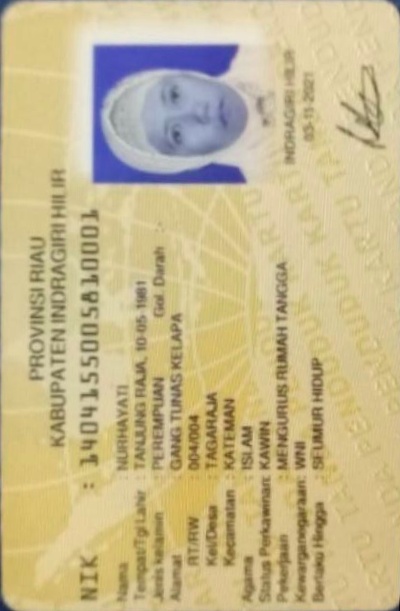 PROVINSI RIAU
KABUPATEN INDRAGIRI HILIR
NIK : 1404155005810001
Nama : NURHAYATI
Tempat/Tgl Lahir : TANJUNG RAJA, 10-05-1981
Jenis kelamin : PEREMPUAN Gol. Darah :-
Alamat : GANG TUNAS KELAPA
RT/RW : 004/004
Kel/Desa : TAGARAJA
Kecamatan : KATEMAN
Agama : ISLAM
Status Perkawinan: KAWIN
Pekerjaan : MENGURUS RUMAH TANGGA
Kewarganegaraan: WNI
Berlaku Hingga : SEUMUR HIDUP
INDRAGIRI HILIR
03-11-2021